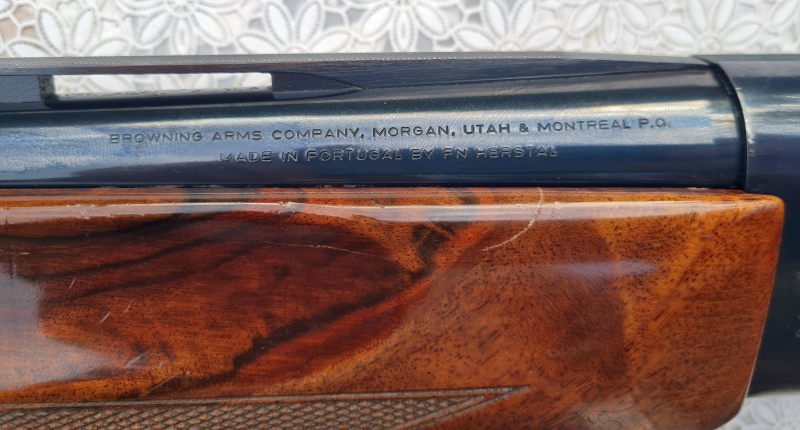 BROWNING ARMS COMPANY, MORGAN, UTAH & MONTREAL P.Q.
MADE IN PORTUGAL BY FN HERSTAL